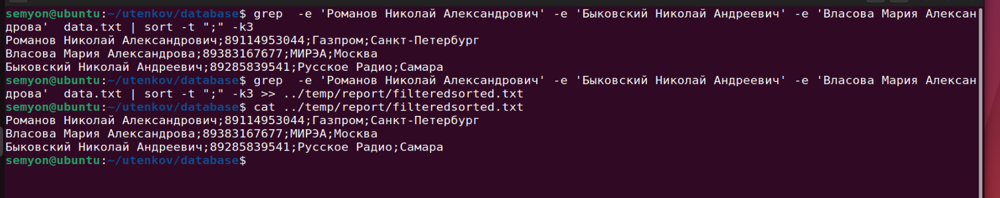 semyon@ubuntu:~/utenkov/database$ grep  -e 'Романов Николай Александрович' -e 'Быковский Николай Андреевич' -e 'Власова Мария Алексан
дрова'  data.txt | sort -t ";" -k3
Романов Николай Александрович;89114953044;Газпром;Санкт-Петербург
Власова Мария Александрова;89383167677;МИРЭА;Москва
Быковский Николай Андреевич;89285839541;Русское Радио;Самара
semyon@ubuntu:~/utenkov/database$ grep  -e 'Романов Николай Александрович' -e 'Быковский Николай Андреевич' -e 'Власова Мария Алексан
дрова'  data.txt | sort -t ";" -k3 >> ../temp/report/filteredsorted.txt
semyon@ubuntu:~/utenkov/database$ cat ../temp/report/filteredsorted.txt
Романов Николай Александрович;89114953044;Газпром;Санкт-Петербург
Власова Мария Александрова;89383167677;МИРЭА;Москва
Быковский Николай Андреевич;89285839541;Русское Радио;Самара
semyon@ubuntu:~/utenkov/database$